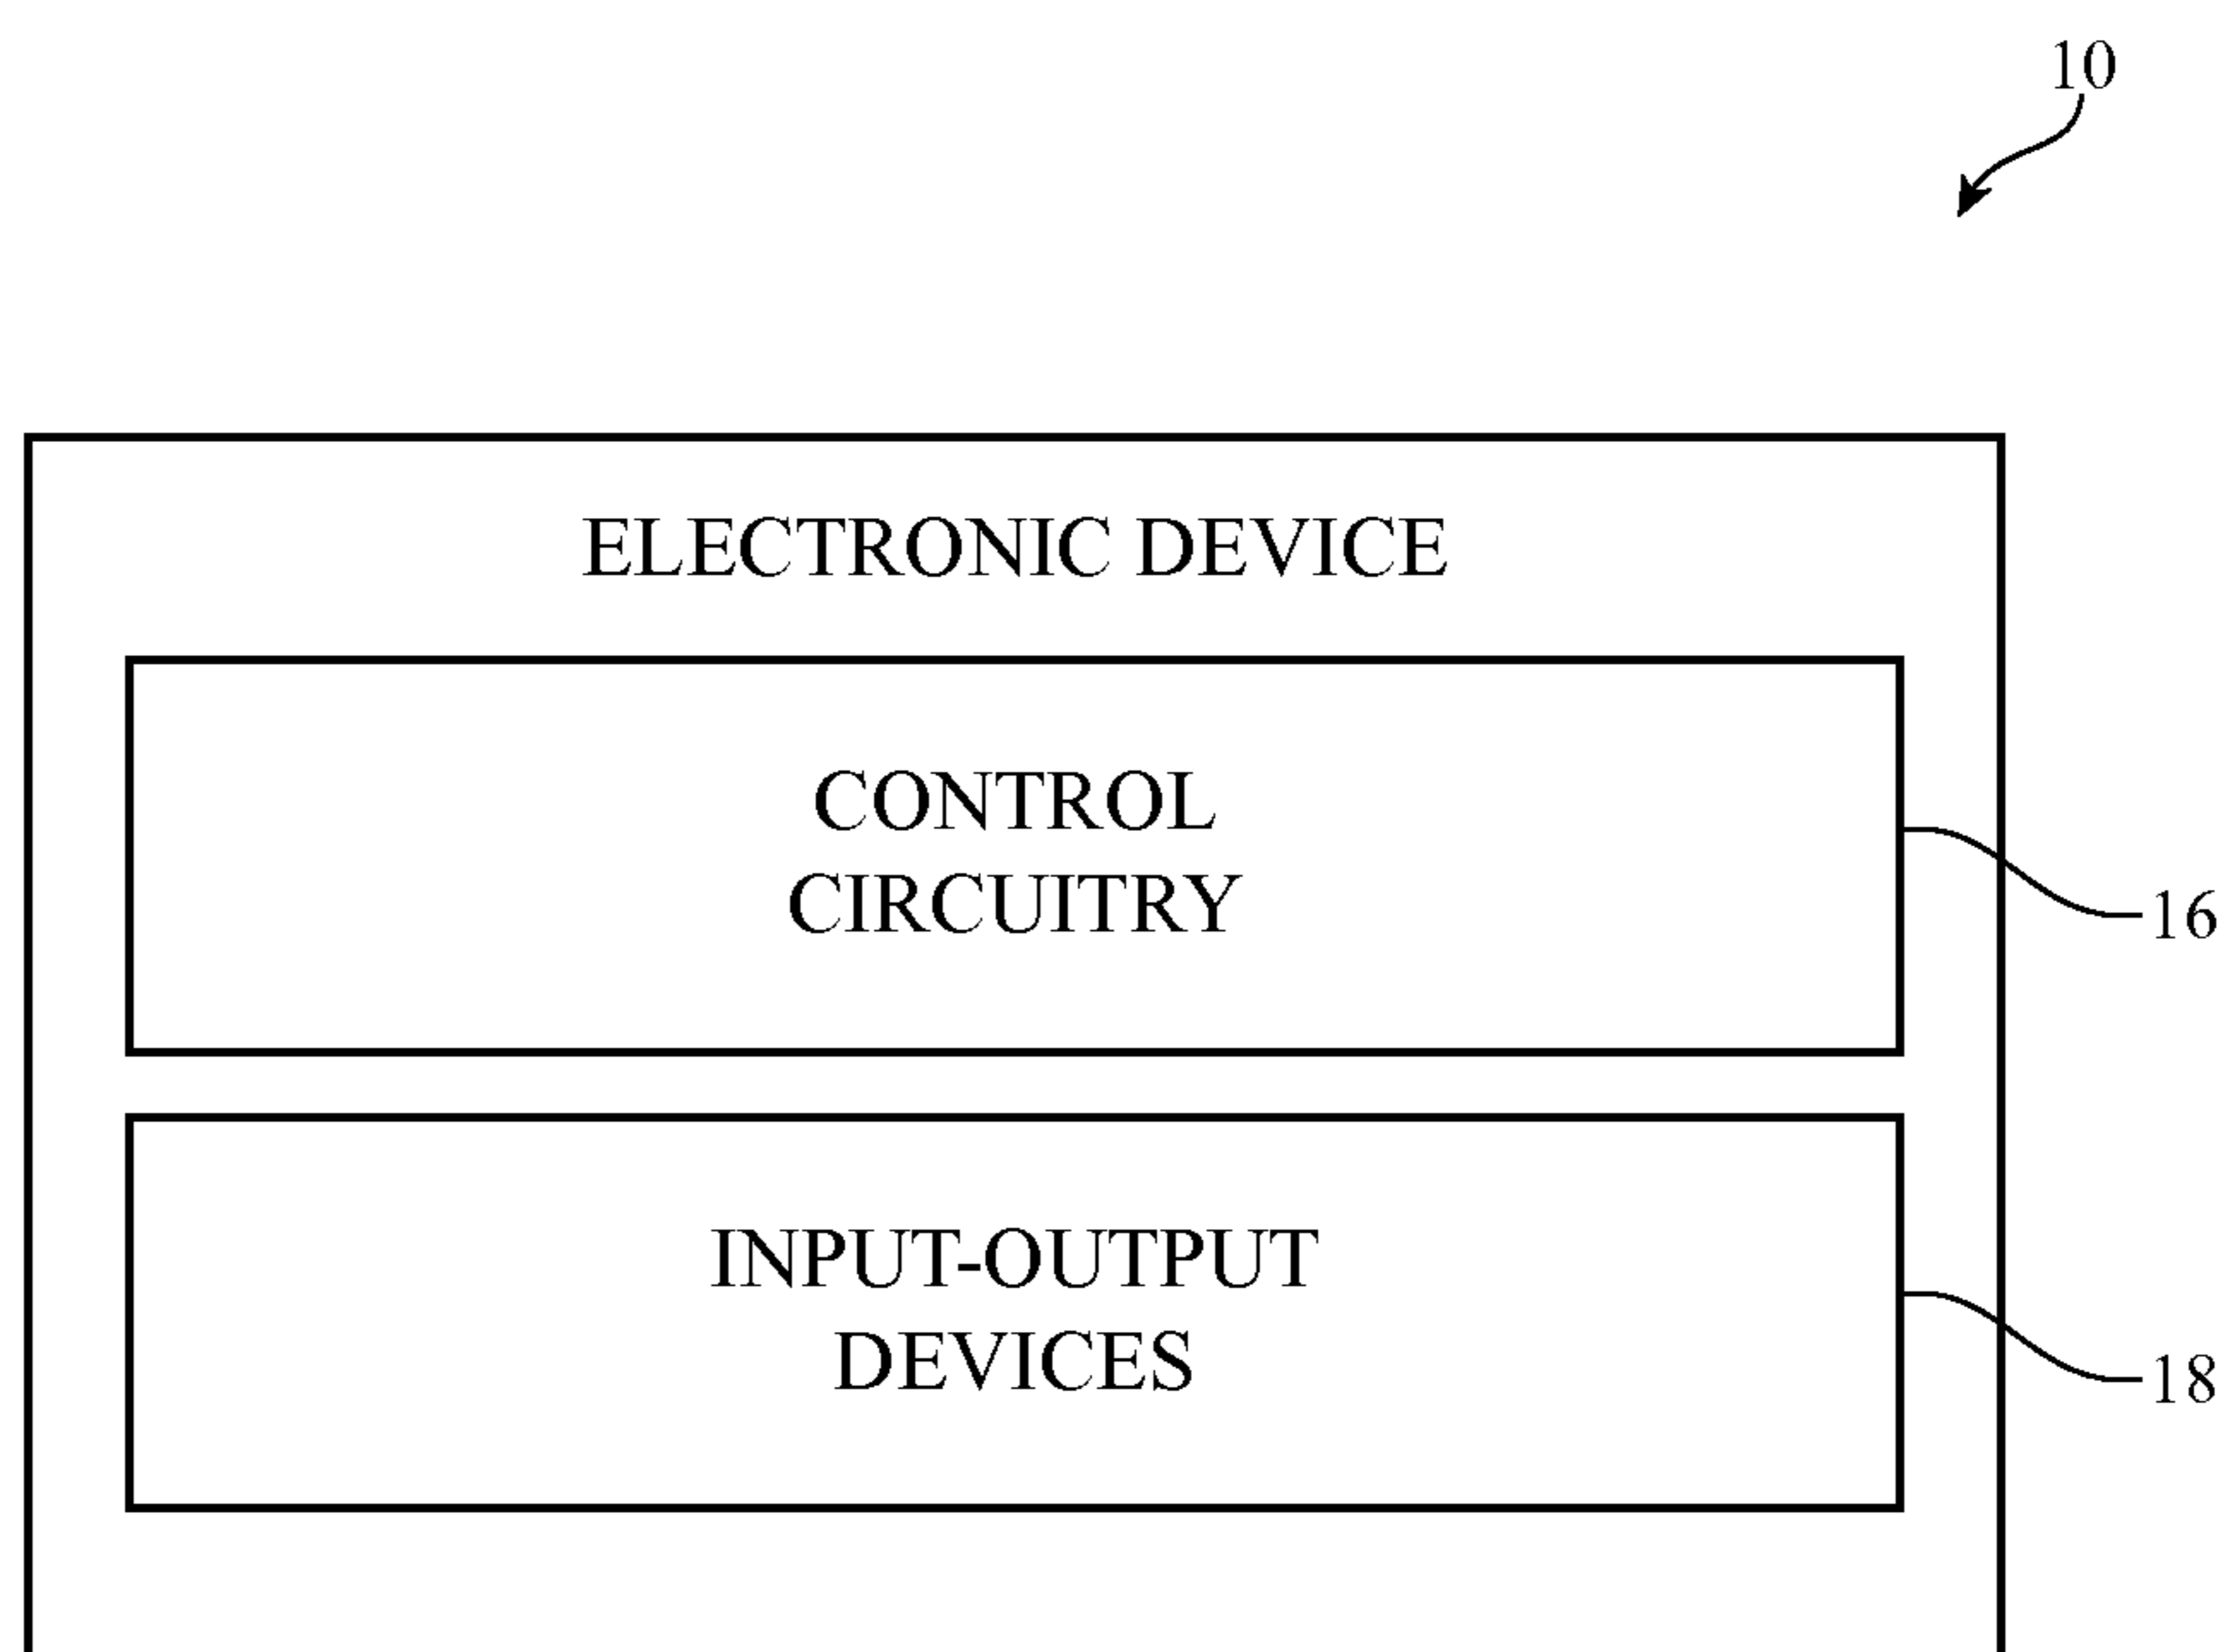 10
ELECTRONIC DEVICE
CONTROL
CIRCUITRY
16
INPUT-OUTPUT
DEVICES
18